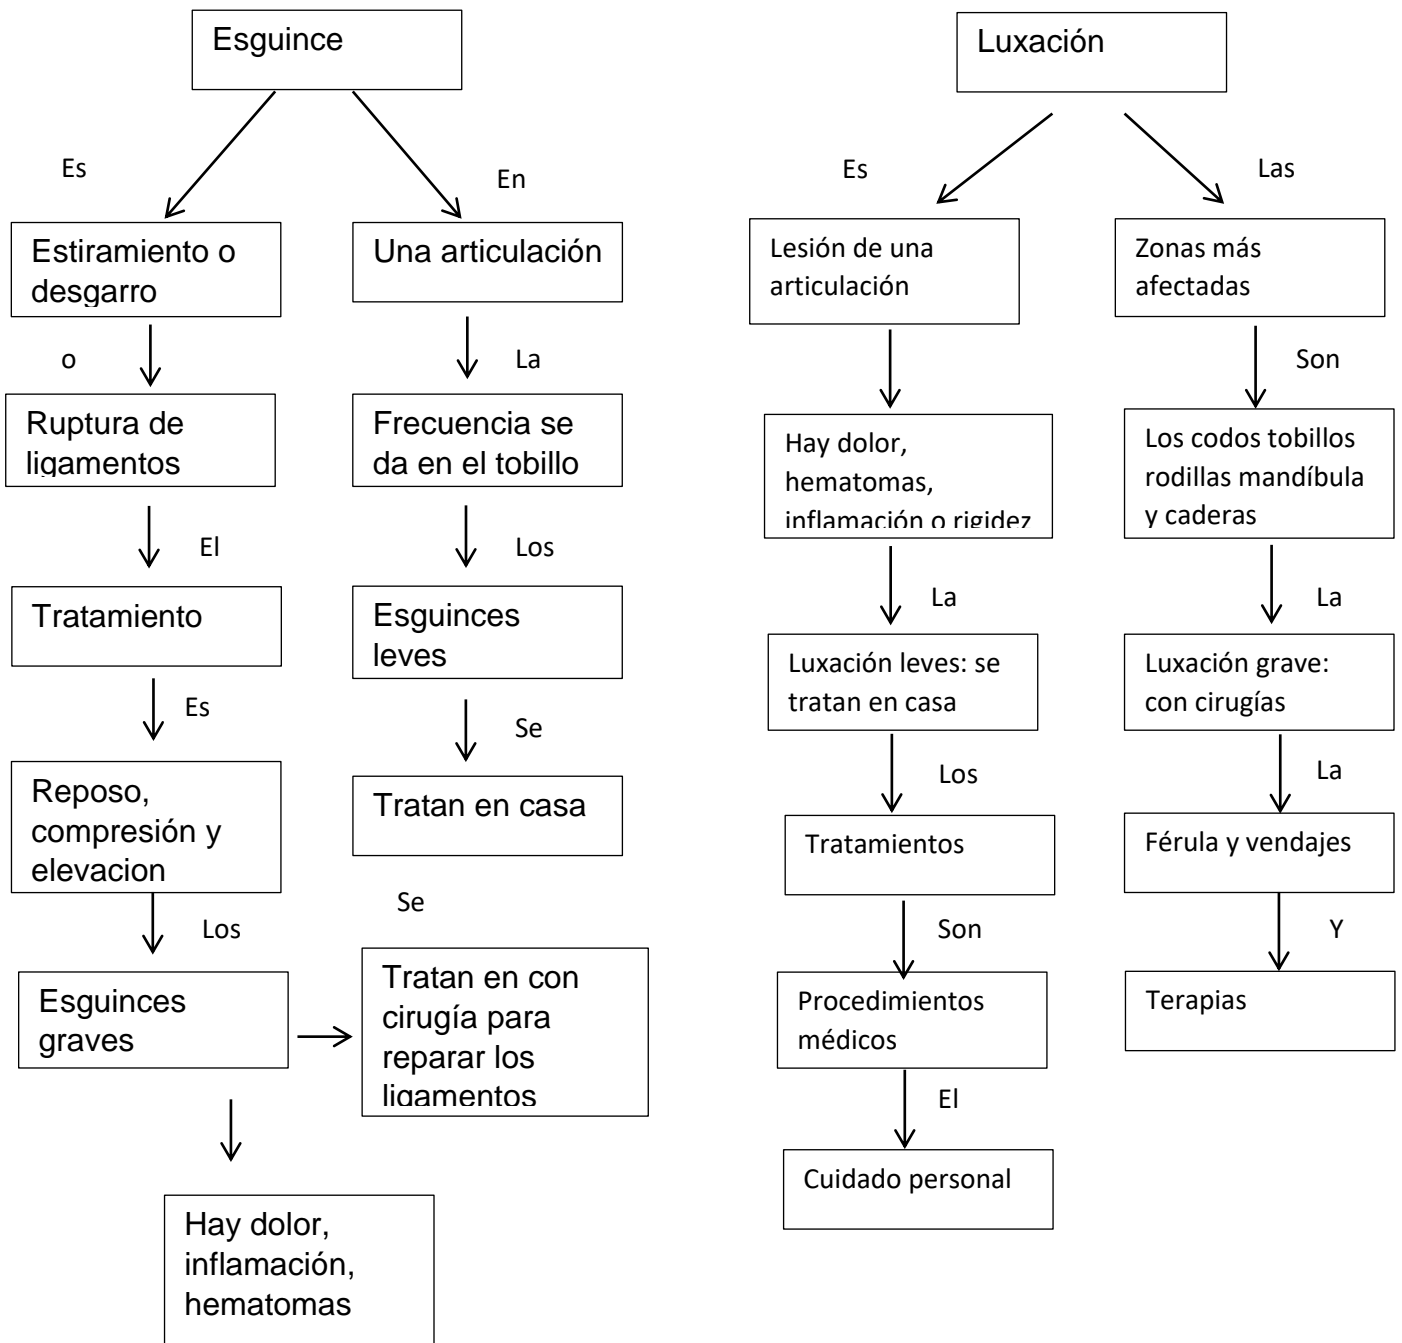 Esguince
Es
En
Estiramiento o
desgarro
Una articulación
o
La
Ruptura de
ligamentos
Frecuencia se
da en el tobillo
El
Los
Tratamiento
Esguinces
leves
Es
Se
Reposo,
compresión y
elevacion
Tratan en casa
Los
Se
Esguinces
graves
Tratan en con
cirugía para
reparar los
ligamentos
Hay dolor,
inflamación,
hematomas
Luxación
Es
Las
Lesión de una
articulación
Zonas más
afectadas
Son
Hay dolor,
hematomas,
inflamación o rigidez
Los codos tobillos
rodillas mandíbula
y caderas
La
La
Luxación leves: se
tratan en casa
Luxación grave:
con cirugías
Los
La
Tratamientos
Férula y vendajes
Son
Y
Procedimientos
médicos
Terapias
El
Cuidado personal